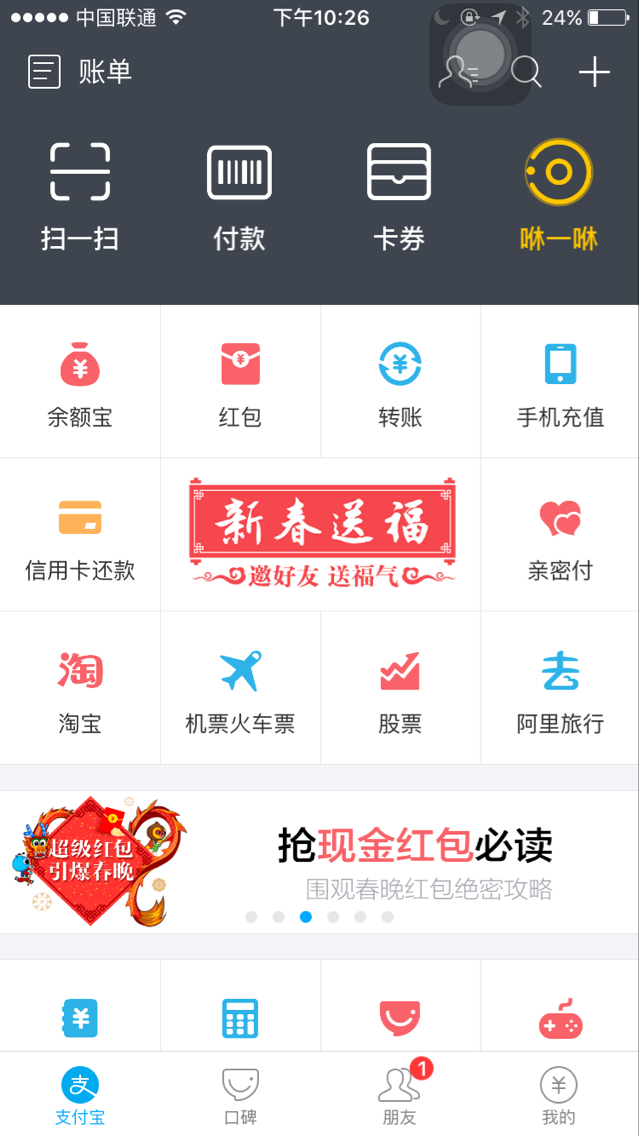 中国联通 下午10:26 24%
账单
扫一扫 付款 卡券 咻一咻
余额宝 红包 转账 手机充值
新春送福
邀好友 送福气
信用卡还款 亲密付
淘
去
淘宝 机票火车票 股票 阿里旅行
超级红包
引爆春晚
抢现金红包必读
围观春晚红包绝密攻略
支
1
支付宝 口碑 朋友 我的